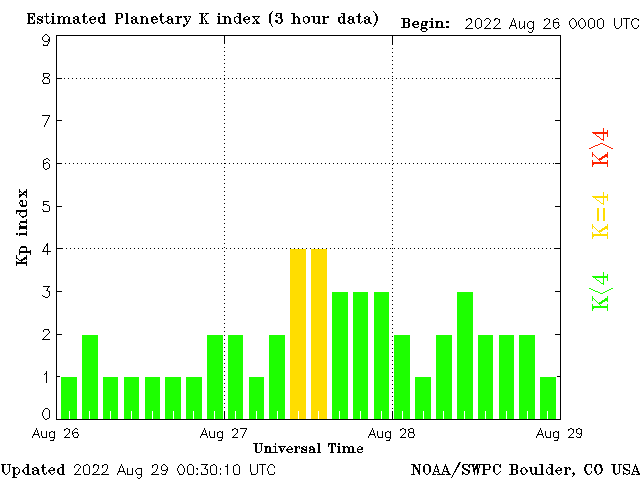 Estimated Planetary K index (3 hour data) Begin: 2022 Aug 26 0000 UTC
9
8
7
6
5
4
3
2
1
0
Kp index
K>4
K=4
K<4
Aug 26 Aug 27 Aug 28 Aug 29
Universal Time
Updated 2022 Aug 29 00:30:10 UTC NOAA/SWPC Boulder, CO USA